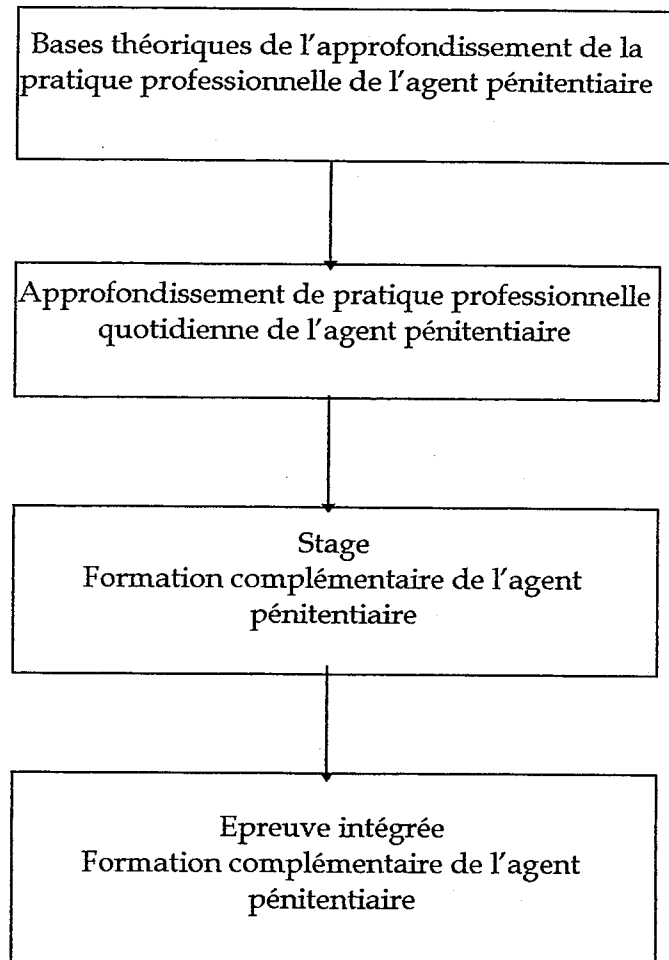 Bases théoriques de l'approfondissement de la
pratique professionnelle de l'agent pénitentiaire
Approfondissement de pratique professionnelle
quotidienne de l'agent pénitentiaire
Stage
Formation complémentaire de l'agent
pénitentiaire
Epreuve intégrée
Formation complémentaire de l'agent
pénitentiaire